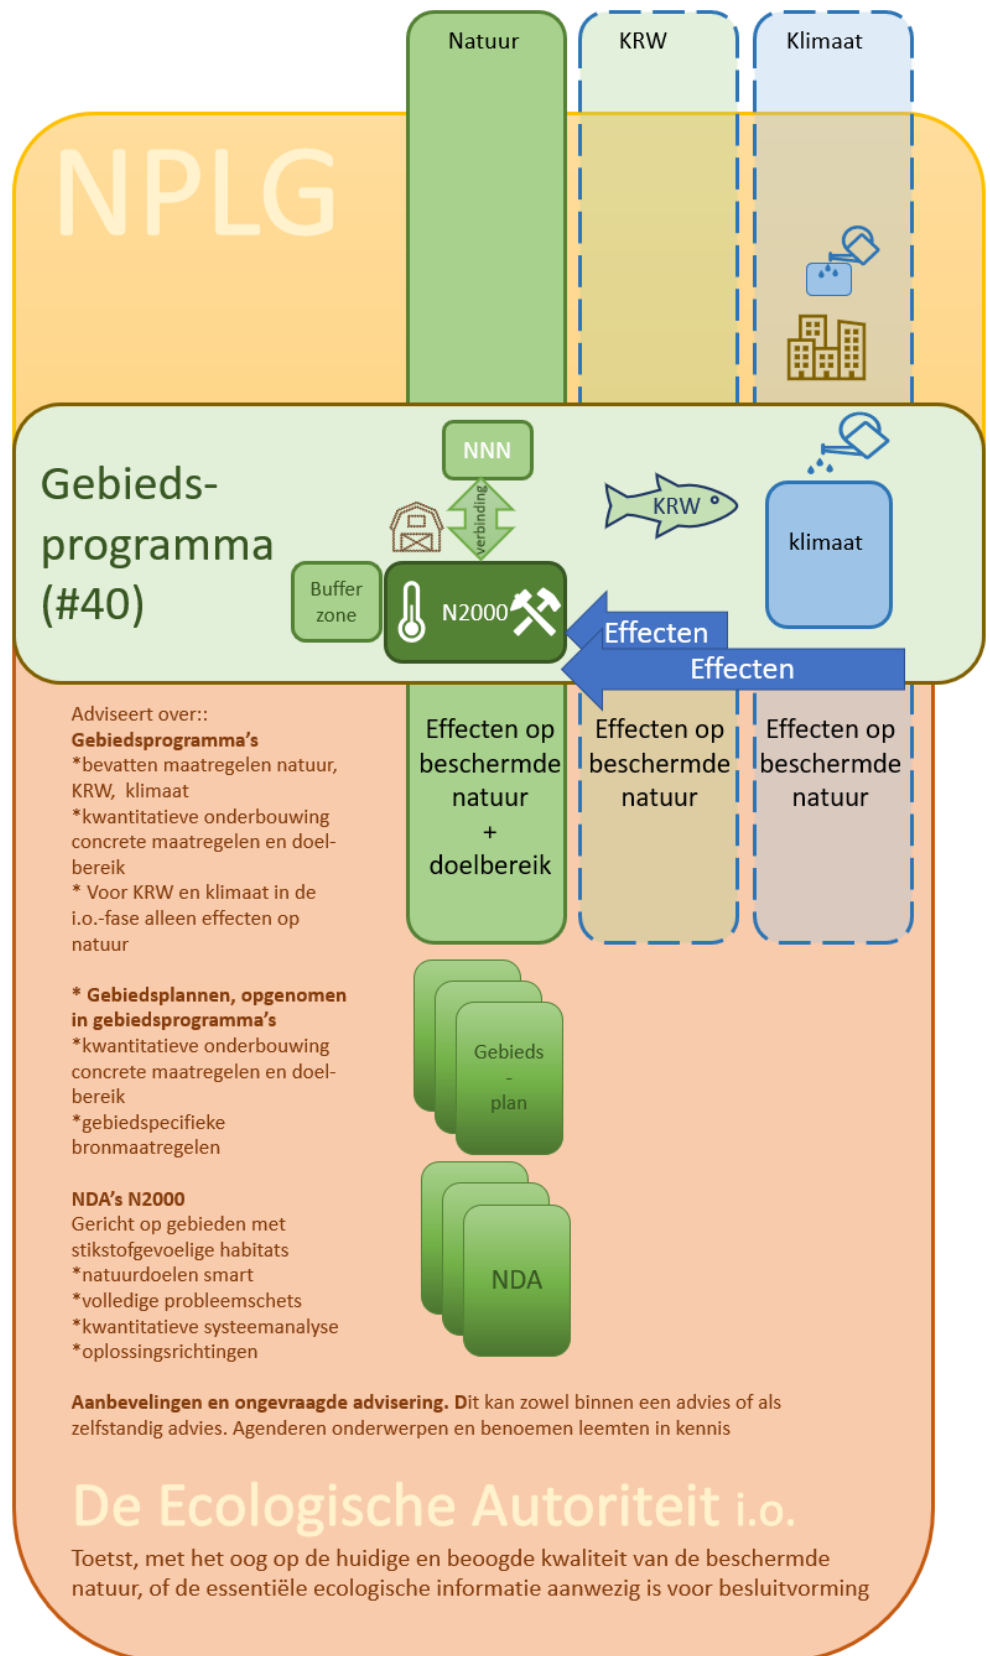 Natuur
KRW
Klimaat
NPLG
Gebieds-
programma
(#40)
NNN
verbinding
Buffer
zone
N2000
KRW
klimaat
Effecten
Effecten
Adviseert over::
Gebiedsprogramma's
*bevatten maatregelen natuur,
KRW,  klimaat
*kwantitatieve onderbouwing
concrete maatregelen en doel-
bereik
* Voor KRW en klimaat in de
i.o.-fase alleen effecten op
natuur
Effecten op
beschermde
natuur
+
doelbereik
Effecten op
beschermde
natuur
Effecten op
beschermde
natuur
* Gebiedsplannen, opgenomen
in gebiedsprogramma's
*kwantitatieve onderbouwing
concrete maatregelen en doel-
bereik
*gebiedspecifieke
bronmaatregelen
Gebieds
-
plan
NDA's N2000
Gericht op gebieden met
stikstofgevoelige habitats
*natuurdoelen smart
*volledige probleemschets
*kwantitatieve systeemanalyse
*oplossingsrichtingen
NDA
Aanbevelingen en ongevraagde advisering. Dit kan zowel binnen een advies of als
zelfstandig advies. Agenderen onderwerpen en benoemen leemten in kennis
De Ecologische Autoriteit i.o.
Toetst, met het oog op de huidige en beoogde kwaliteit van de beschermde
natuur, of de essentiële ecologische informatie aanwezig is voor besluitvorming